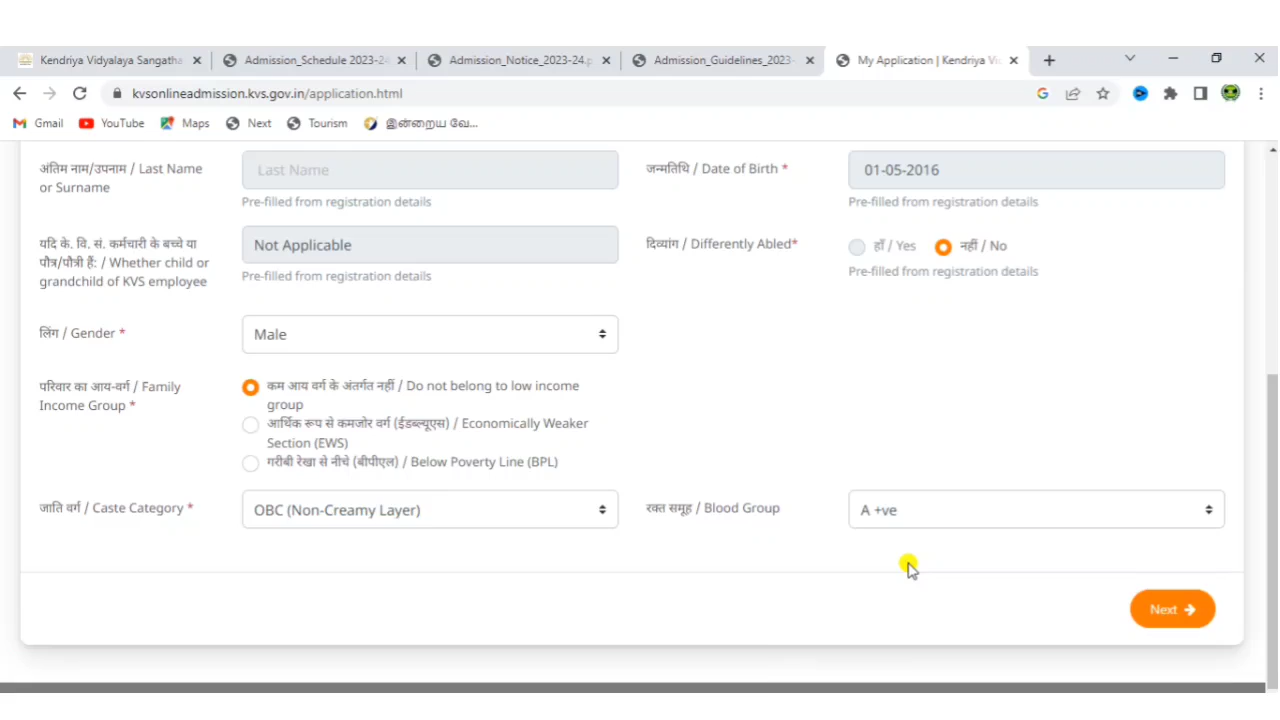 Kendriya Vidyalaya Sangatha
Admission_Schedule 2023-24
Admission_Notice_2023-24.p
Admission_Guidelines_2023-
My Application | Kendriya Vi
kvsonlineadmission.kvs.gov.in/application.html
Gmail YouTube Maps Next Tourism இன்றைய வே...
अंतिम नाम/उपनाम / Last Name
or Surname
Last Name
Pre-filled from registration details
जन्मतिथि / Date of Birth *
01-05-2016
Pre-filled from registration details
यदि के. वि. सं. कर्मचारी के बच्चे या
पौत्र/पौत्री हैं: / Whether child or
grandchild of KVS employee
Not Applicable
Pre-filled from registration details
दिव्यांग / Differently Abled*
हाँ / Yes नहीं / No
Pre-filled from registration details
लिंग / Gender *
Male
परिवार का आय-वर्ग / Family
Income Group *
कम आय वर्ग के अंतर्गत नहीं / Do not belong to low income
group
आर्थिक रूप से कमजोर वर्ग (ईडब्ल्यूएस) / Economically Weaker
Section (EWS)
गरीबी रेखा से नीचे (बीपीएल) / Below Poverty Line (BPL)
जाति वर्ग / Caste Category *
OBC (Non-Creamy Layer)
रक्त समूह / Blood Group
A +ve
Next